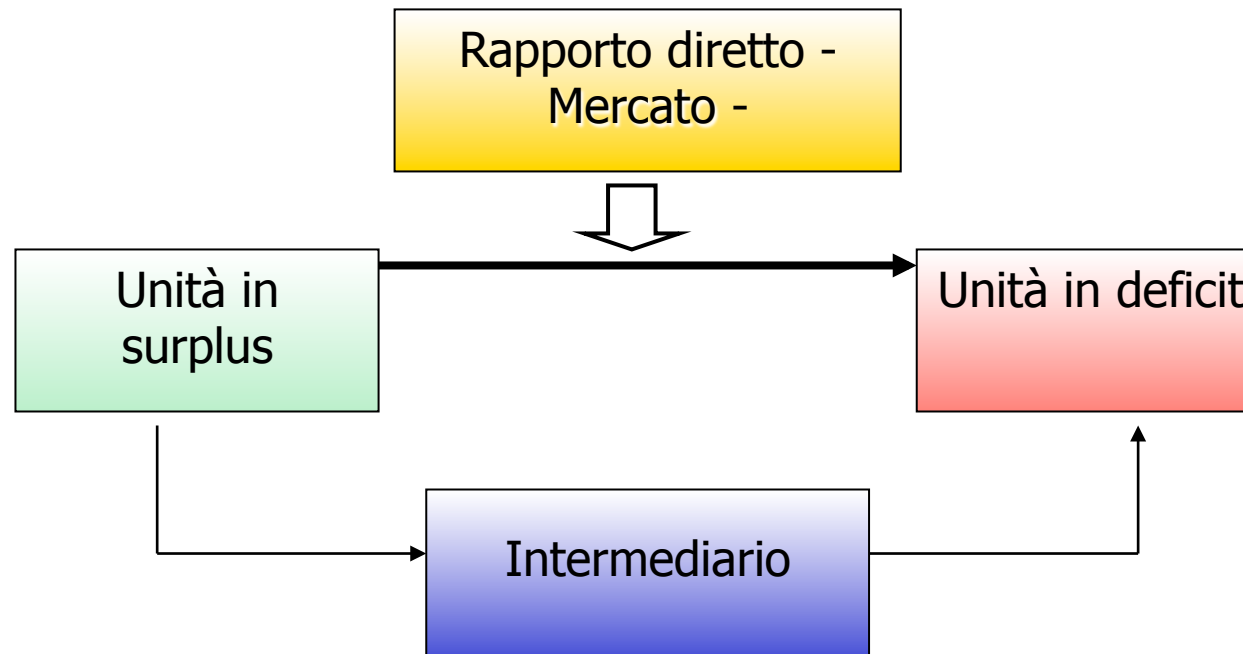 Rapporto diretto -
Mercato -
Unità in
surplus
Unità in deficit
Intermediario